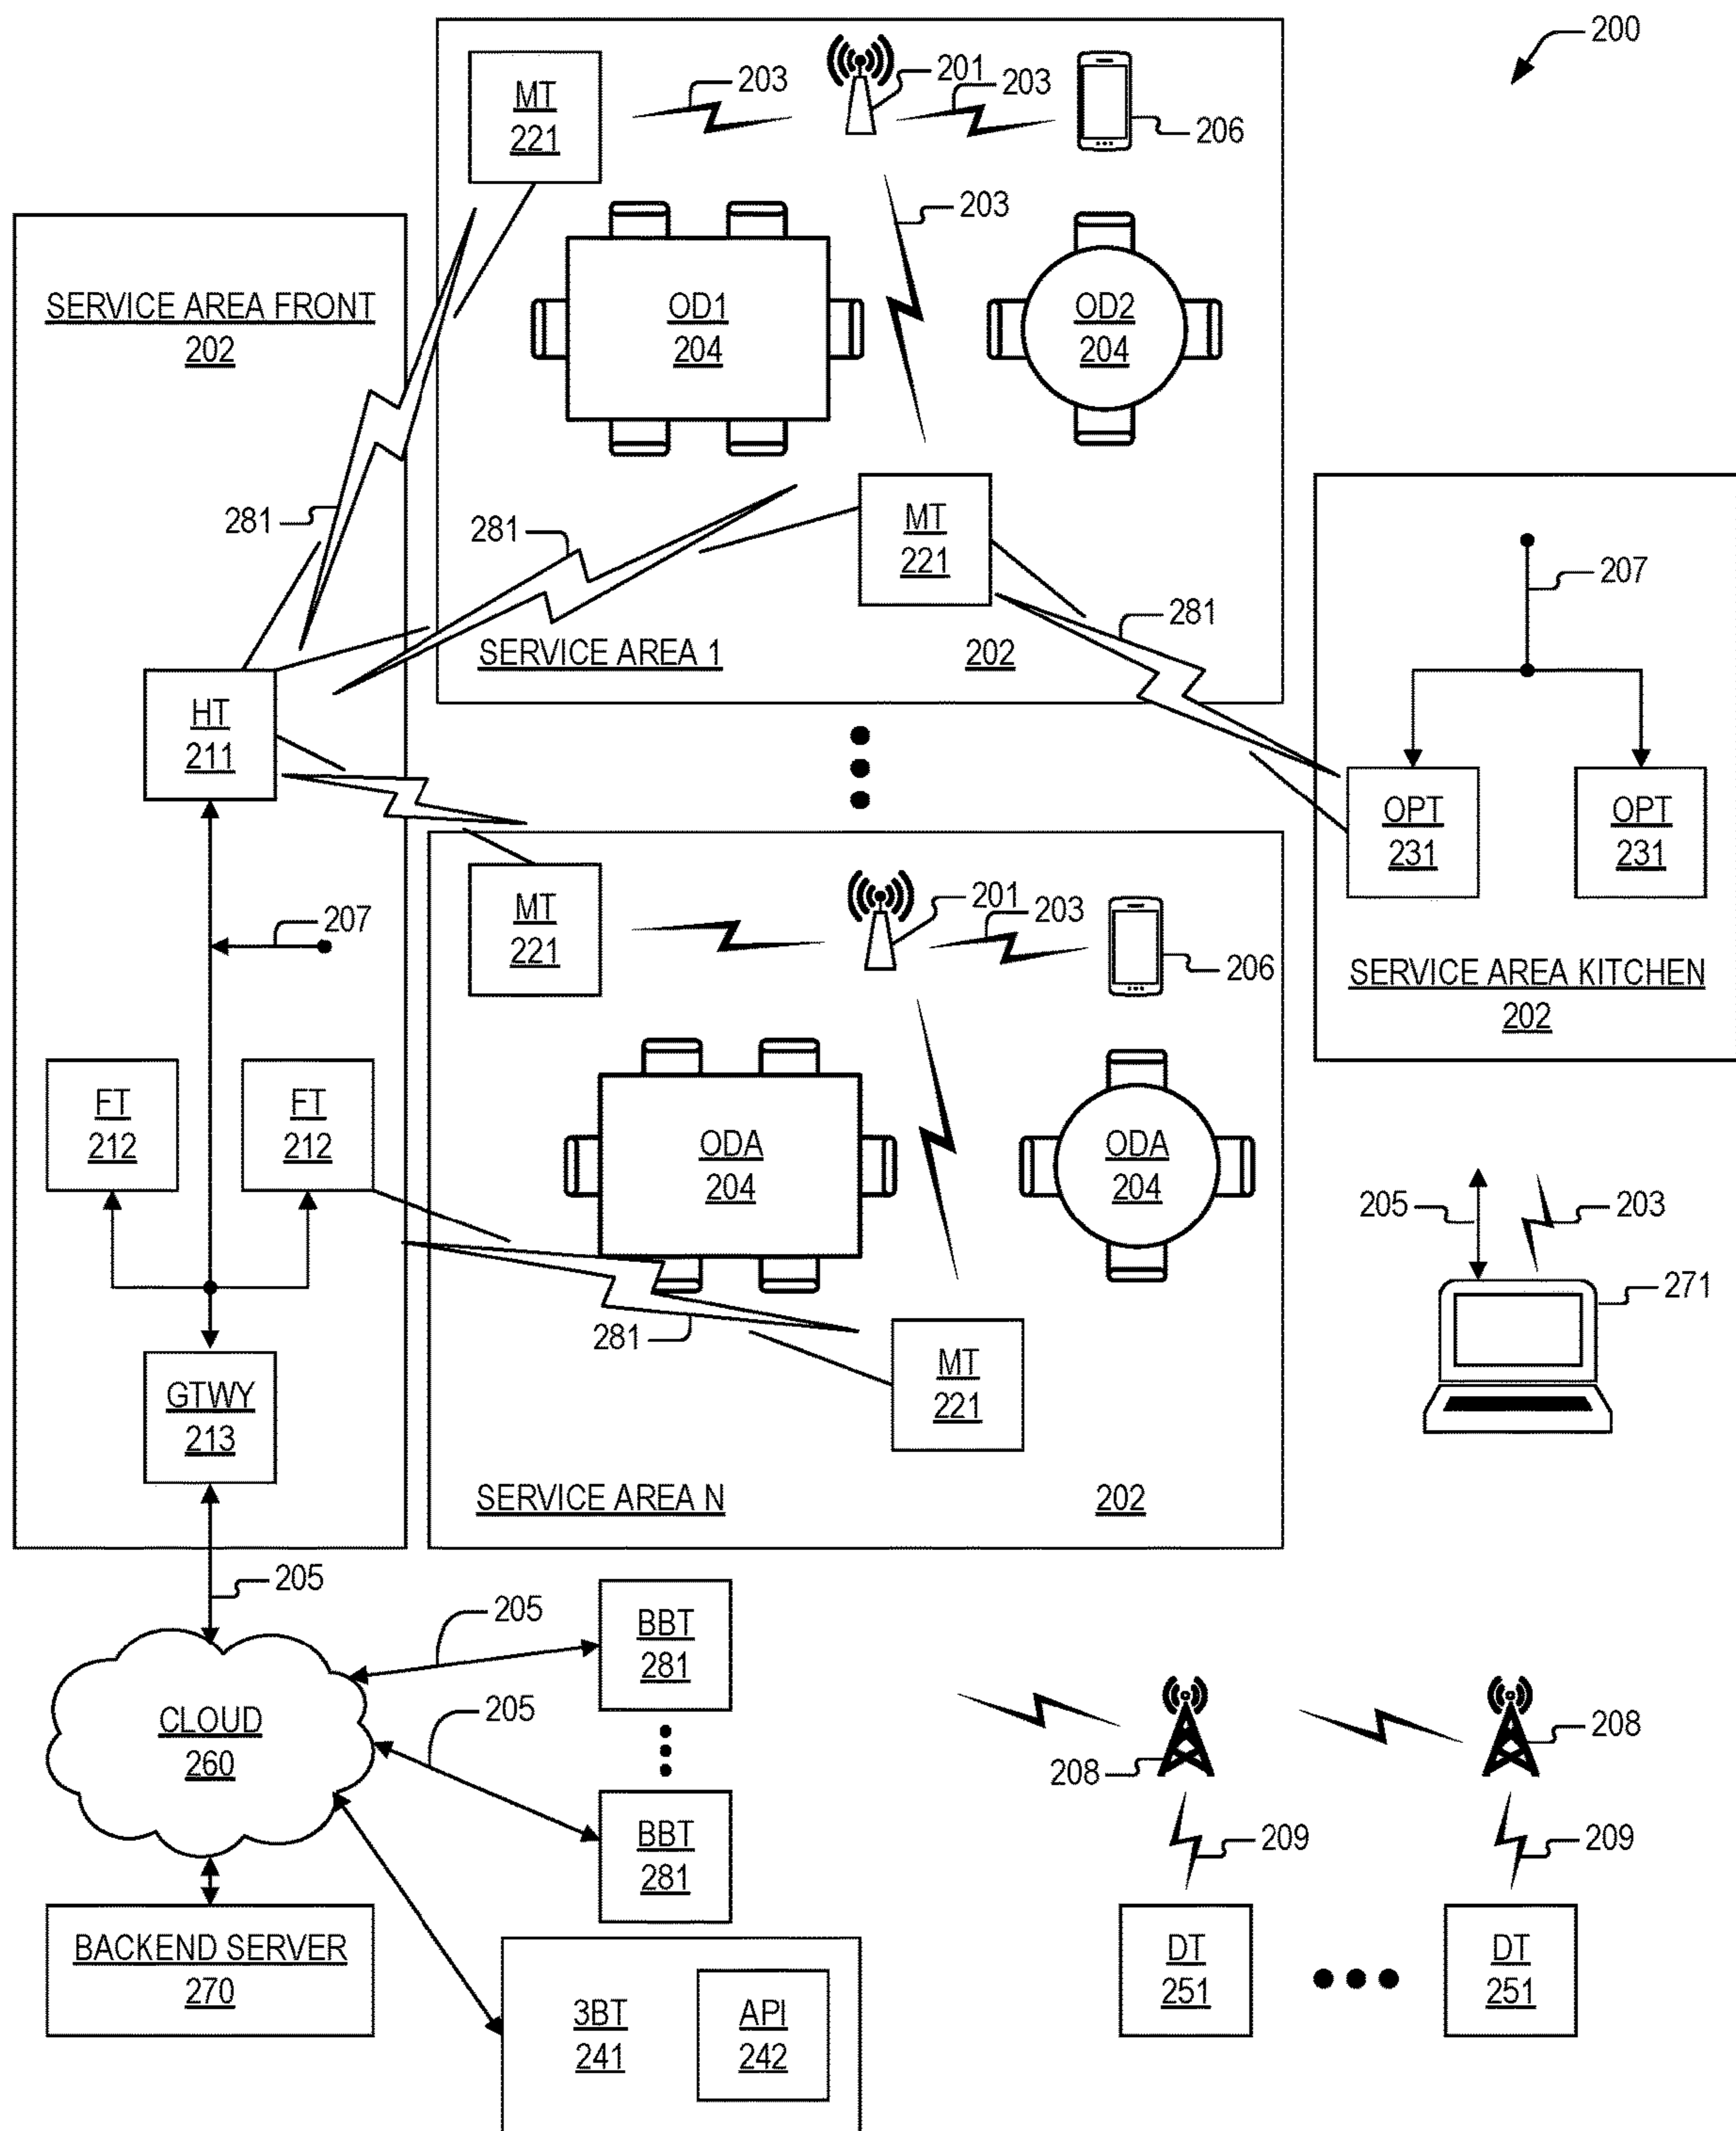 200
MT
221
203
201
203
206
203
SERVICE AREA FRONT
202
OD1
204
OD2
204
281
281
MT
221
207
281
SERVICE AREA 1
202
HT
211
OPT
231
OPT
231
MT
221
201
203
206
207
SERVICE AREA KITCHEN
202
FT
212
FT
212
ODA
204
ODA
204
205
203
271
281
MT
221
GTWY
213
SERVICE AREA N
202
205
205
BBT
281
CLOUD
260
205
208
208
BBT
281
209
209
BACKEND SERVER
270
DT
251
DT
251
3BT
241
API
242